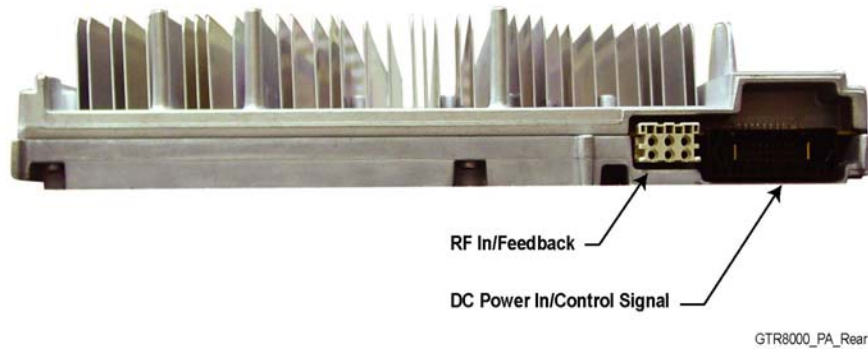 RF In/Feedback
DC Power In/Control Signal
GTR8000_PA_Rear